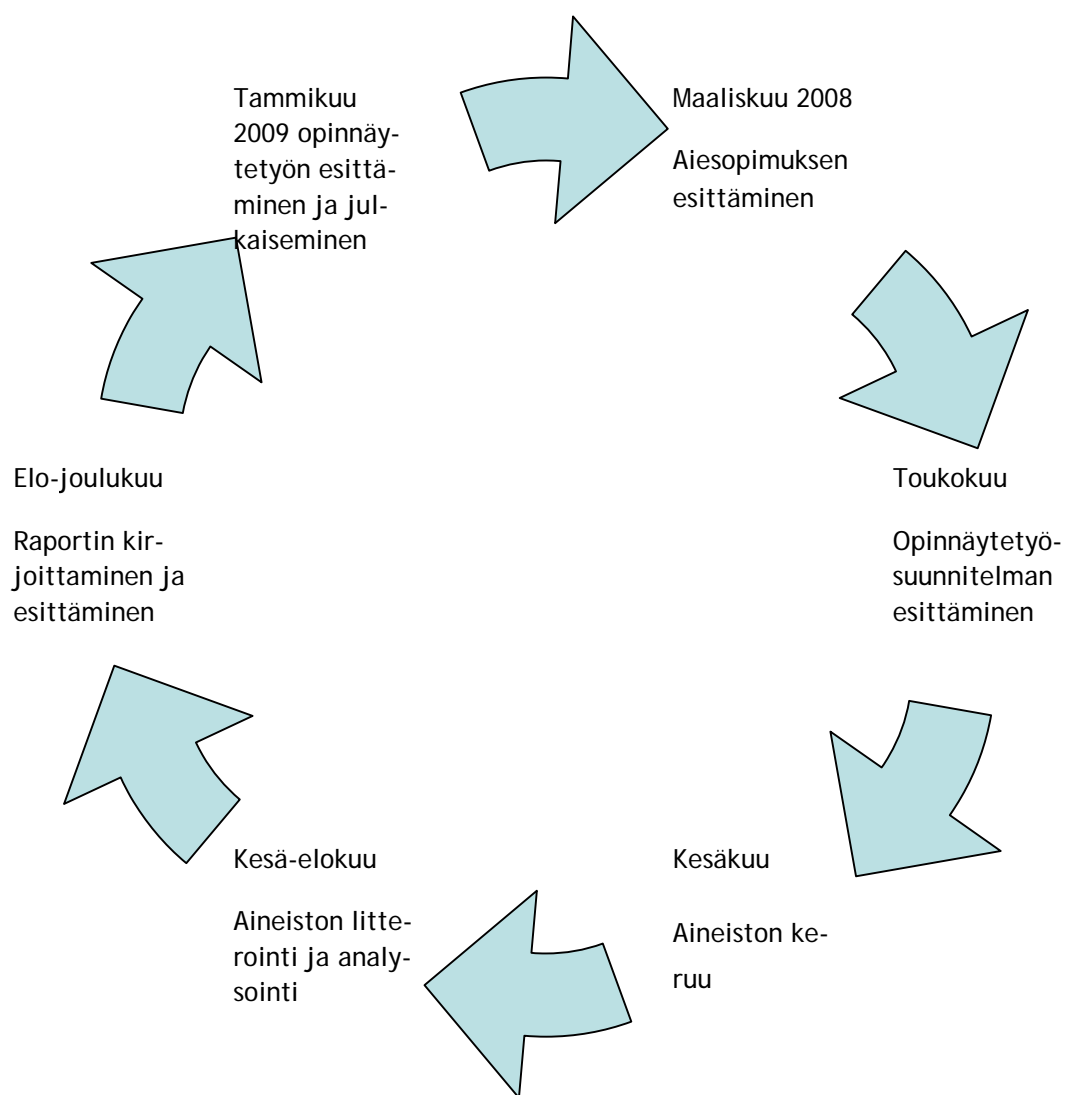 Tammikuu
2009 opinnäy-
tetyön esittä-
minen ja jul-
kaiseminen
Maaliskuu 2008
Aiesopimuksen
esittäminen
Toukokuu
Opinnäytetyö-
suunnitelman
esittäminen
Kesäkuu
Aineiston ke-
ruu
Kesä-elokuu
Aineiston litte-
rointi ja analy-
sointi
Elo-joulukuu
Raportin kir-
joittaminen ja
esittäminen